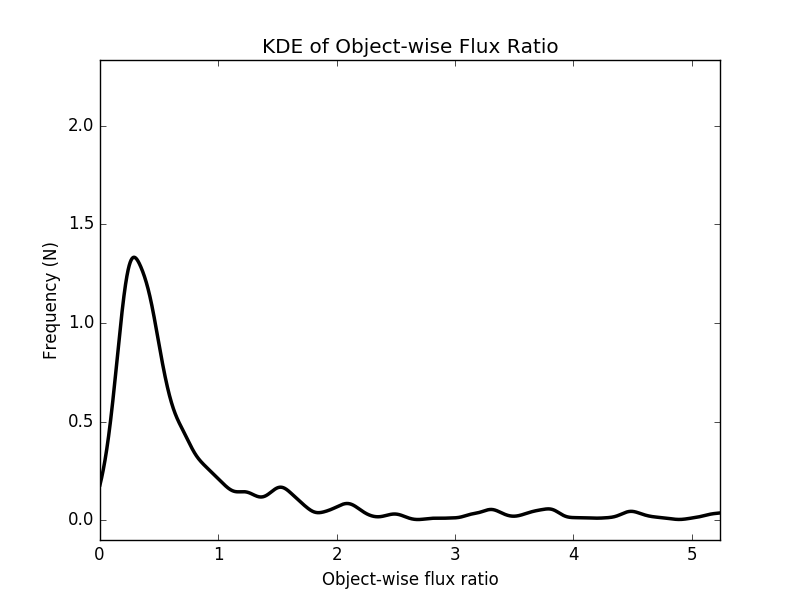 KDE of Object-wise Flux Ratio
2.0
1.5
1.0
0.5
0.0
Frequency (N)
0 1 2 3 4 5
Object-wise flux ratio